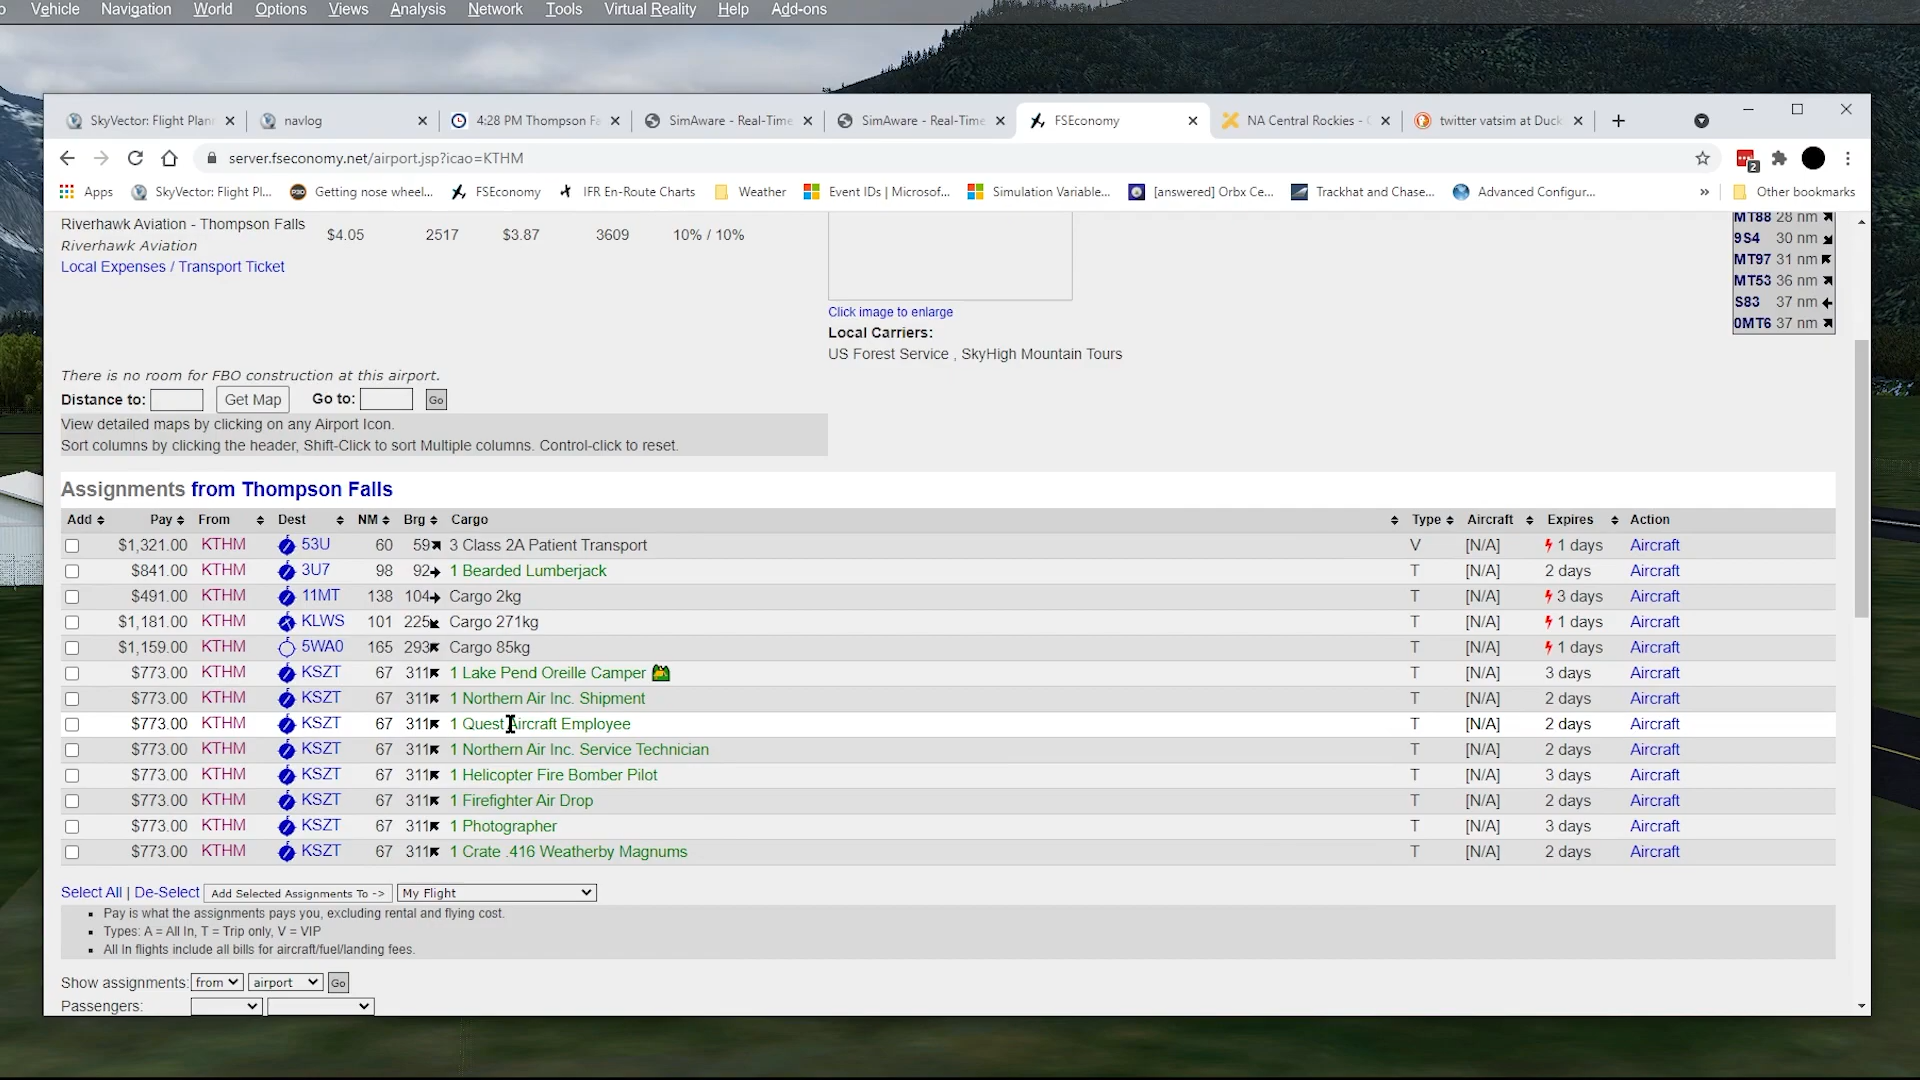 Vehicle Navigation World Options Views Analysis Network Tools Virtual Reality Help Add-ons
SkyVector: Flight Plan navlog 4:28 PM Thompson Fa SimAware - Real-Time SimAware - Real-Time FSEconomy NA Central Rockies - twitter vatsim at Duck
server.fseconomy.net/airport.jsp?icao=KTHM
2
Apps SkyVector: Flight Pl... Getting nose wheel... FSEconomy IFR En-Route Charts Weather Event IDs | Microsof... Simulation Variable... [answered] Orbx Ce... Trackhat and Chase... Advanced Configur... » Other bookmarks
Riverhawk Aviation - Thompson Falls
Riverhawk Aviation
$4.05 2517 $3.87 3609 10% / 10%
Local Expenses / Transport Ticket
MT88 28 nm
9S4 30 nm
MT97 31 nm
MT53 36 nm
S83 37 nm
0MT6 37 nm
Click image to enlarge
Local Carriers:
US Forest Service , SkyHigh Mountain Tours
There is no room for FBO construction at this airport.
Distance to: Get Map Go to: Go
View detailed maps by clicking on any Airport Icon.
Sort columns by clicking the header, Shift-Click to sort Multiple columns. Control-click to reset.
Assignments from Thompson Falls
Add Pay From Dest NM Brg Cargo Type Aircraft Expires Action
$1,321.00 KTHM 53U 60 59 3 Class 2A Patient Transport V [N/A] 1 days Aircraft
$841.00 KTHM 3U7 98 92 1 Bearded Lumberjack T [N/A] 2 days Aircraft
$491.00 KTHM 11MT 138 104 Cargo 2kg T [N/A] 3 days Aircraft
$1,181.00 KTHM KLWS 101 225 Cargo 271kg T [N/A] 1 days Aircraft
$1,159.00 KTHM 5WA0 165 293 Cargo 85kg T [N/A] 1 days Aircraft
$773.00 KTHM KSZT 67 311 1 Lake Pend Oreille Camper T [N/A] 3 days Aircraft
$773.00 KTHM KSZT 67 311 1 Northern Air Inc. Shipment T [N/A] 2 days Aircraft
$773.00 KTHM KSZT 67 311 1 Quest Aircraft Employee T [N/A] 2 days Aircraft
$773.00 KTHM KSZT 67 311 1 Northern Air Inc. Service Technician T [N/A] 2 days Aircraft
$773.00 KTHM KSZT 67 311 1 Helicopter Fire Bomber Pilot T [N/A] 3 days Aircraft
$773.00 KTHM KSZT 67 311 1 Firefighter Air Drop T [N/A] 2 days Aircraft
$773.00 KTHM KSZT 67 311 1 Photographer T [N/A] 3 days Aircraft
$773.00 KTHM KSZT 67 311 1 Crate .416 Weatherby Magnums T [N/A] 2 days Aircraft
Select All | De-Select Add Selected Assignments To -> My Flight
Pay is what the assignments pays you, excluding rental and flying cost.
Types: A = All In, T = Trip only, V = VIP
All In flights include all bills for aircraft/fuel/landing fees.
Show assignments: from airport Go
Passengers: